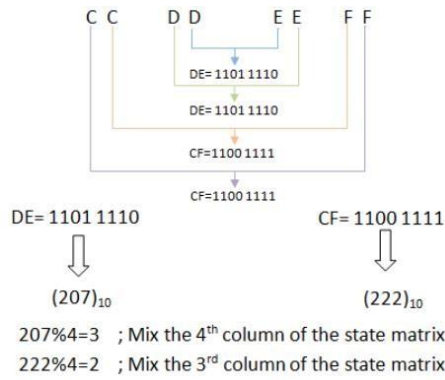 C C D D E E F F
DE= 1101 1110
DE= 1101 1110
CF=1100 1111
CF=1100 1111
DE= 1101 1110 CF= 1100 1111
(207)₁₀ (222)₁₀
207%4=3 ; Mix the 4th column of the state matrix
222%4=2 ; Mix the 3rd column of the state matrix